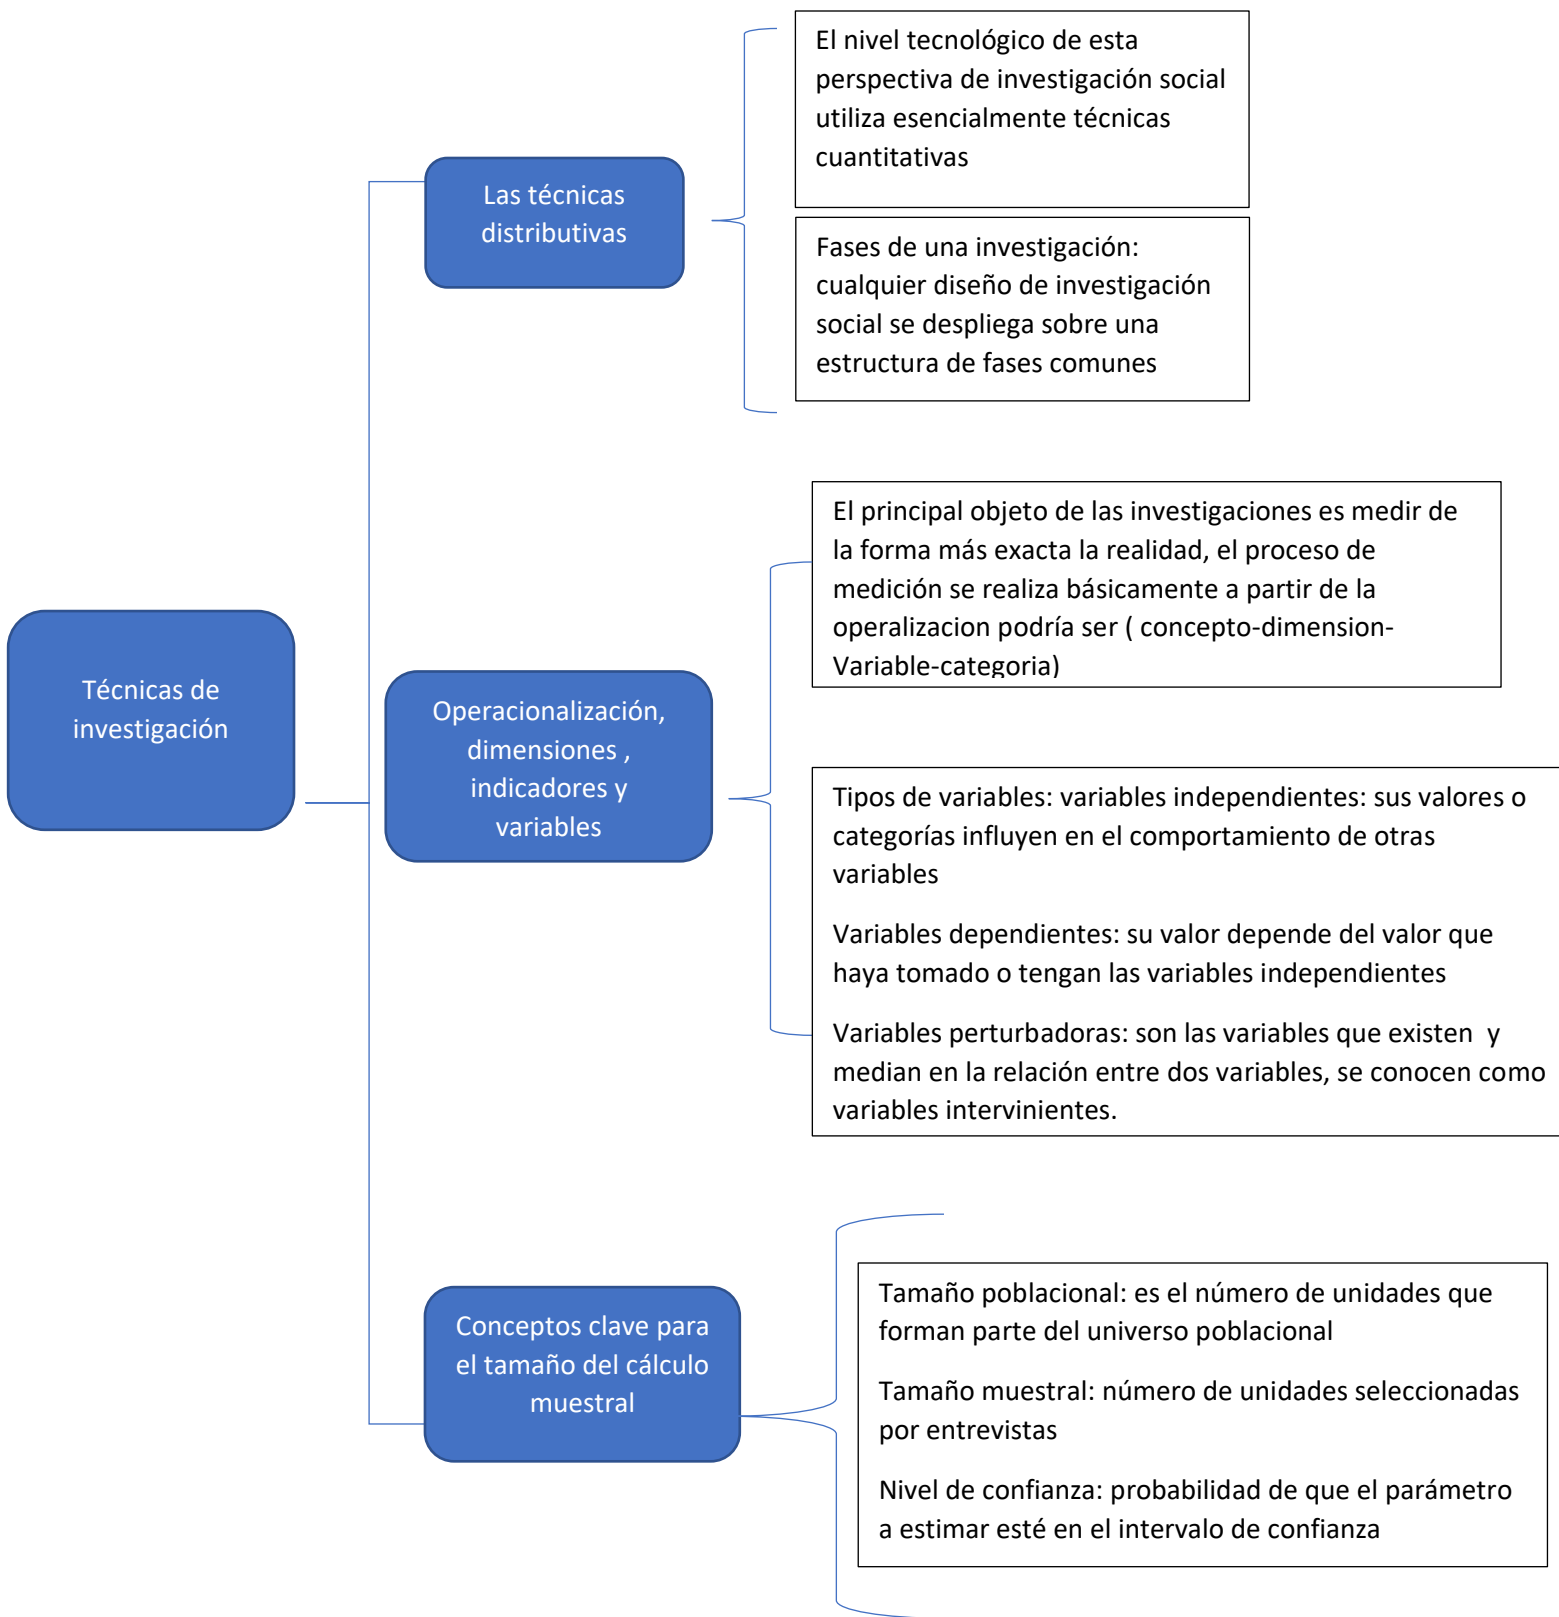 Técnicas de
investigación
Las técnicas
distributivas
El nivel tecnológico de esta
perspectiva de investigación social
utiliza esencialmente técnicas
cuantitativas
Fases de una investigación:
cualquier diseño de investigación
social se despliega sobre una
estructura de fases comunes
Operacionalización,
dimensiones ,
indicadores y
variables
El principal objeto de las investigaciones es medir de
la forma más exacta la realidad, el proceso de
medición se realiza básicamente a partir de la
operalizacion podría ser ( concepto-dimension-
Variable-categoria)
Tipos de variables: variables independientes: sus valores o
categorías influyen en el comportamiento de otras
variables
Variables dependientes: su valor depende del valor que
haya tomado o tengan las variables independientes
Variables perturbadoras: son las variables que existen  y
median en la relación entre dos variables, se conocen como
variables intervinientes.
Conceptos clave para
el tamaño del cálculo
muestral
Tamaño poblacional: es el número de unidades que
forman parte del universo poblacional
Tamaño muestral: número de unidades seleccionadas
por entrevistas
Nivel de confianza: probabilidad de que el parámetro
a estimar esté en el intervalo de confianza